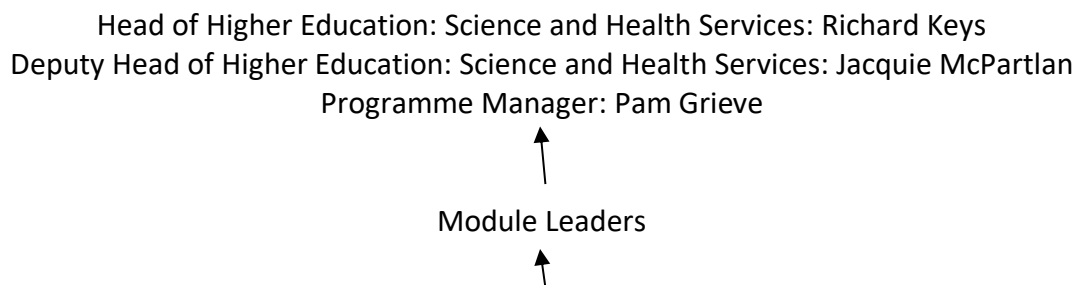 Head of Higher Education: Science and Health Services: Richard Keys
Deputy Head of Higher Education: Science and Health Services: Jacquie McPartlan
Programme Manager: Pam Grieve
Module Leaders